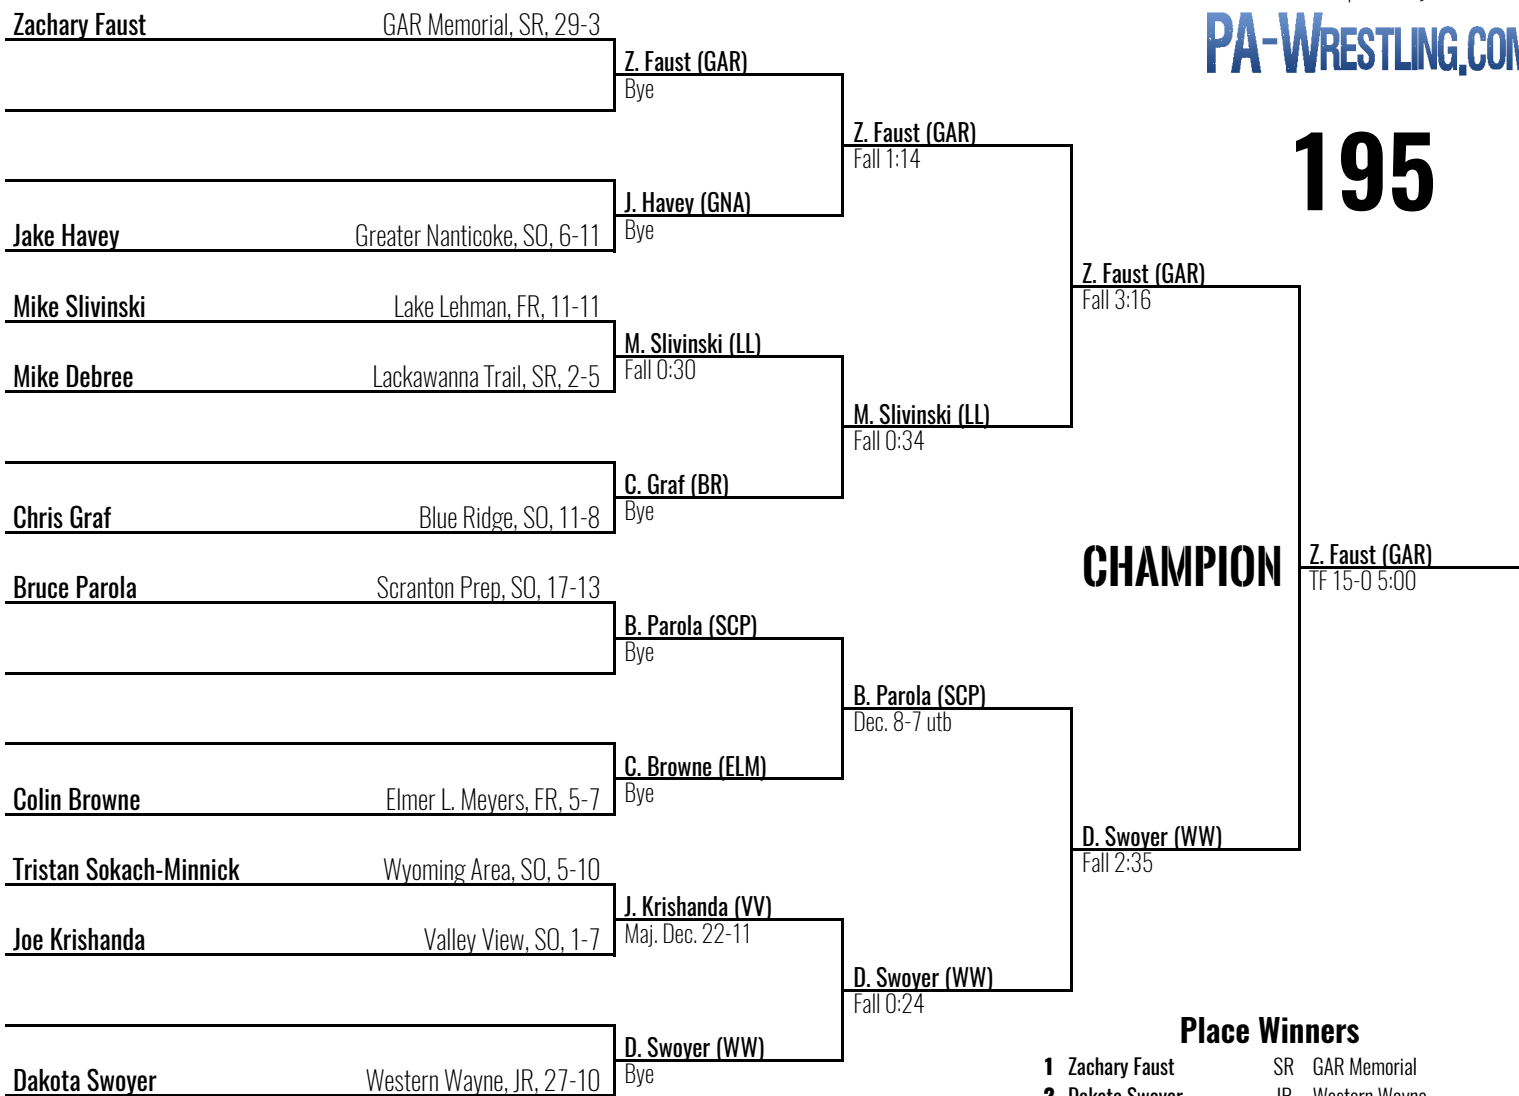 Zachary Faust GAR Memorial, SR, 29-3
Z. Faust (GAR)
Bye
Z. Faust (GAR)
Fall 1:14
J. Havey (GNA)
Bye
Jake Havey Greater Nanticoke, SO, 6-11
PA-WRESTLING.COM
195
Z. Faust (GAR)
Fall 3:16
Mike Slivinski Lake Lehman, FR, 11-11
M. Slivinski (LL)
Fall 0:30
Mike Debree Lackawanna Trail, SR, 2-5
M. Slivinski (LL)
Fall 0:34
C. Graf (BR)
Bye
Chris Graf Blue Ridge, SO, 11-8
CHAMPION
Z. Faust (GAR)
TF 15-0 5:00
Bruce Parola Scranton Prep, SO, 17-13
B. Parola (SCP)
Bye
B. Parola (SCP)
Dec. 8-7 utb
C. Browne (ELM)
Bye
Colin Browne Elmer L. Meyers, FR, 5-7
D. Swoyer (WW)
Fall 2:35
Tristan Sokach-Minnick Wyoming Area, SO, 5-10
J. Krishanda (VV)
Maj. Dec. 22-11
Joe Krishanda Valley View, SO, 1-7
D. Swoyer (WW)
Fall 0:24
D. Swoyer (WW)
Bye
Dakota Swoyer Western Wayne, JR, 27-10
Place Winners
1 Zachary Faust SR GAR Memorial
2 Dakota Swoyer JR Western Wayne